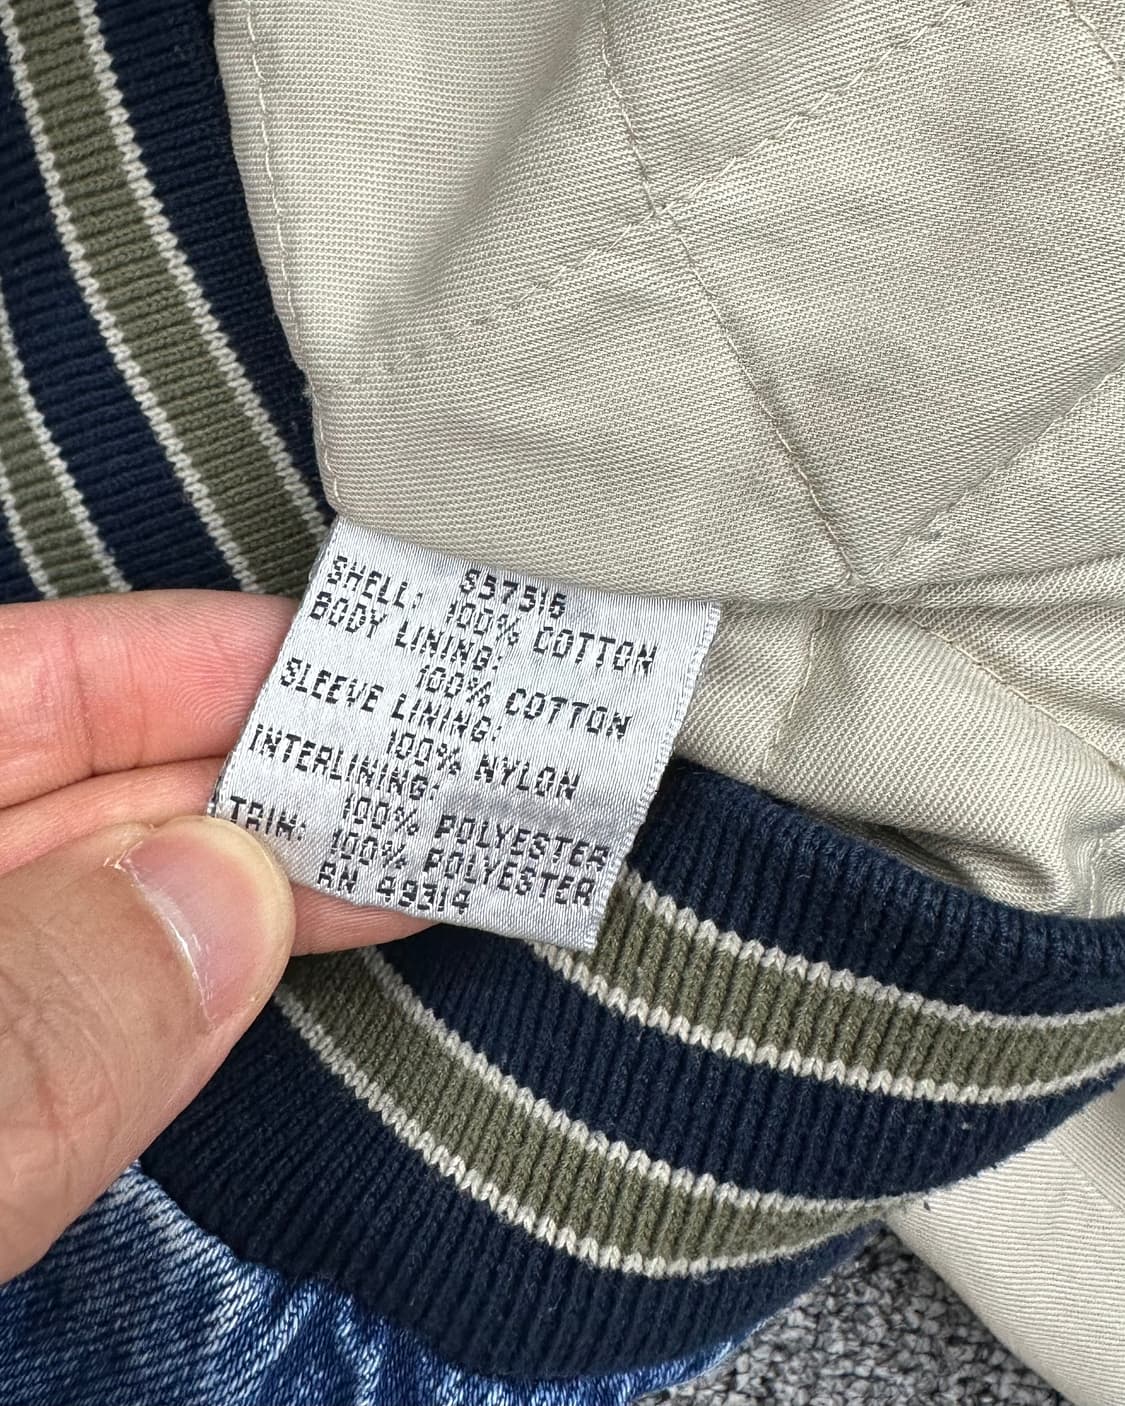 S57516
SHELL: 100% COTTON
BODY LINING:
100% COTTON
SLEEVE LINING:
100% NYLON
INTERLINING:
100% POLYESTER
TRIM: 100% POLYESTER
RN 49314